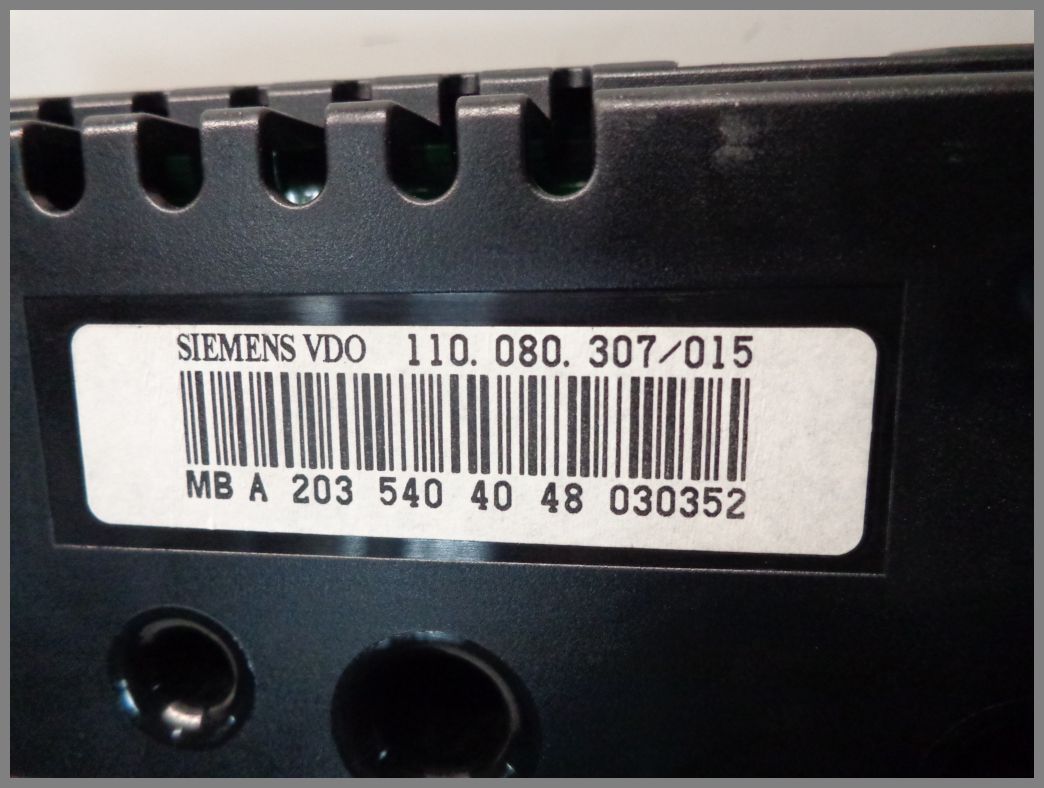 SIEMENS VDO 110. 080. 307/015
MB A 203 540 40 48 030352